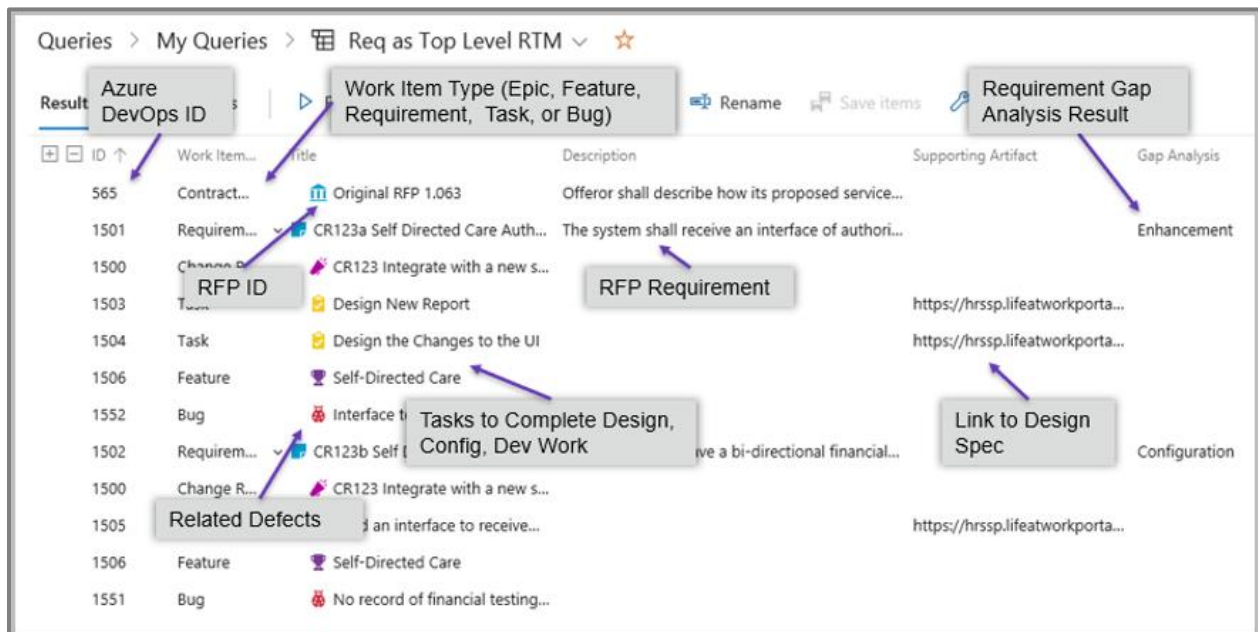 Queries > My Queries > Req as Top Level RTM
Azure DevOps ID
Work Item Type (Epic, Feature, Requirement, Task, or Bug)
Rename
Save items
Requirement Gap Analysis Result
ID ↑ Work Item... Title Description Supporting Artifact Gap Analysis
565 Contract... Original RFP 1.063 Offeror shall describe how its proposed service...
1501 Requirem... CR123a Self Directed Care Auth... The system shall receive an interface of authori... Enhancement
1500 CR123 Integrate with a new s...
RFP ID
RFP Requirement
1503 Design New Report https://hrssp.lifeatworkporta...
1504 Task Design the Changes to the UI https://hrssp.lifeatworkporta...
1506 Feature Self-Directed Care
1552 Bug Interface
Tasks to Complete Design, Config, Dev Work
Link to Design Spec
1502 Requirem... CR123b Self a bi-directional financial... Configuration
1500 Change R... CR123 Integrate with a new s...
Related Defects
1505 an interface to receive... https://hrssp.lifeatworkporta...
1506 Feature Self-Directed Care
1551 Bug No record of financial testing...